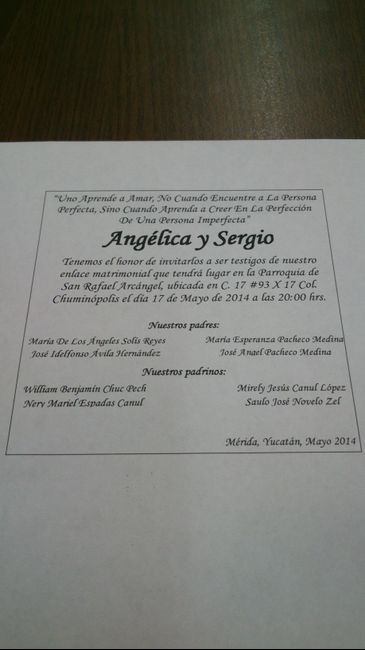 "Uno Aprende a Amar, No Cuando Encuentre a La Persona
Perfecta, Sino Cuando Aprenda a Creer En La Perfección
De Una Persona Imperfecta"
Angélica y Sergio
Tenemos el honor de invitarlos a ser testigos de nuestro
enlace matrimonial que tendrá lugar en la Parroquia de
San Rafael Arcángel, ubicada en C. 17 #93 X 17 Col.
Chuminópolis el día 17 de Mayo de 2014 a las 20:00 hrs.
Nuestros padres:
María De Los Ángeles Solís Reyes María Esperanza Pacheco Medina
José Idelfonso Ávila Hernández José Angel Pacheco Medina
Nuestros padrinos:
William Benjamín Chuc Pech Mirely Jesús Canul López
Nery Mariel Espadas Canul Saulo José Novelo Zel
Mérida, Yucatán, Mayo 2014